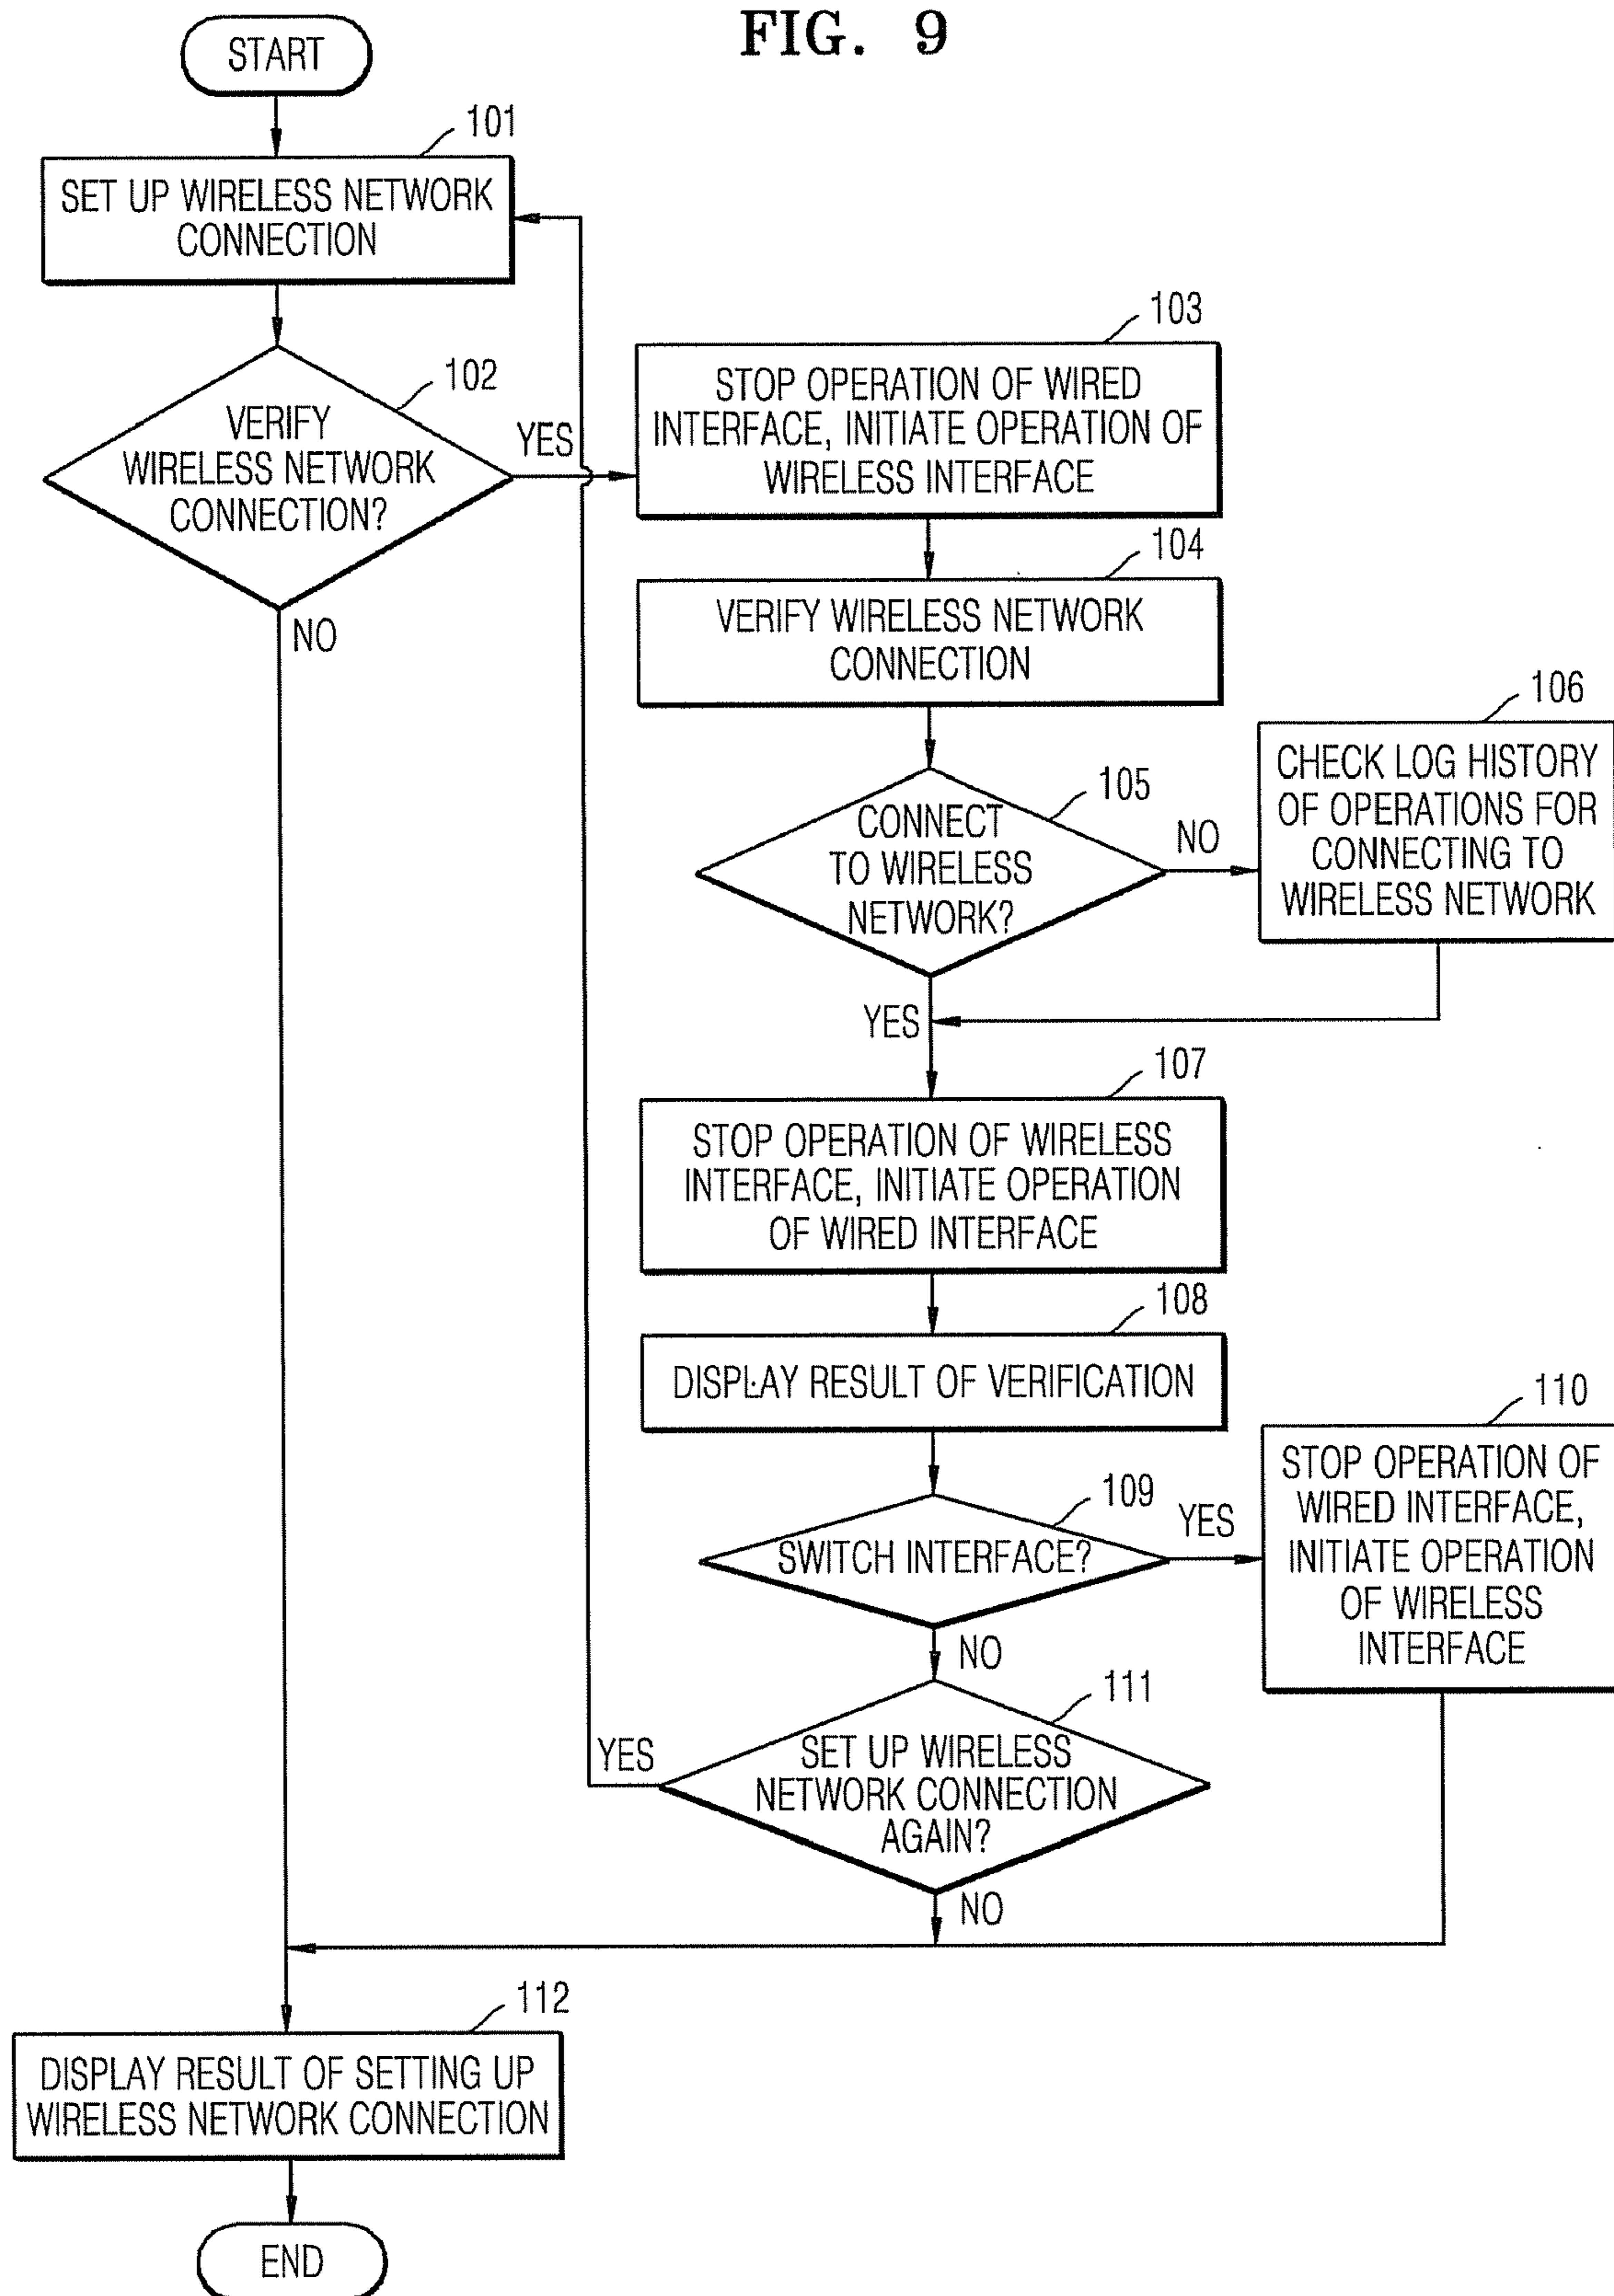 FIG. 9
START
101
SET UP WIRELESS NETWORK
CONNECTION
102
VERIFY
WIRELESS NETWORK
CONNECTION?
YES
NO
103
STOP OPERATION OF WIRED
INTERFACE, INITIATE OPERATION OF
WIRELESS INTERFACE
104
VERIFY WIRELESS NETWORK
CONNECTION
105
CONNECT
TO WIRELESS
NETWORK?
NO
YES
106
CHECK LOG HISTORY
OF OPERATIONS FOR
CONNECTING TO
WIRELESS NETWORK
107
STOP OPERATION OF WIRELESS
INTERFACE, INITIATE OPERATION
OF WIRED INTERFACE
108
DISPLAY RESULT OF VERIFICATION
109
SWITCH INTERFACE?
YES
NO
110
STOP OPERATION OF
WIRED INTERFACE,
INITIATE OPERATION
OF WIRELESS
INTERFACE
111
SET UP WIRELESS
NETWORK CONNECTION
AGAIN?
YES
NO
112
DISPLAY RESULT OF SETTING UP
WIRELESS NETWORK CONNECTION
END